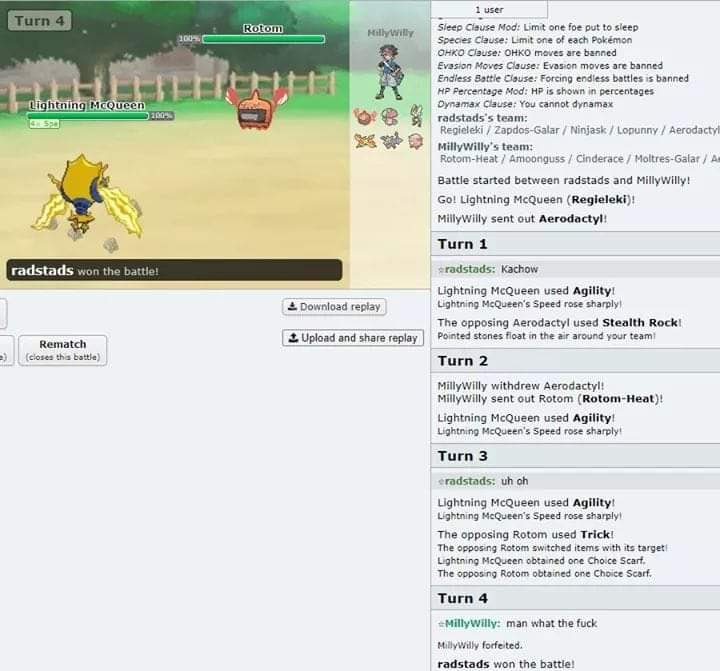 Turn 4
Rotom
100%
Lightning McQueen
100%
4x Spe
MillyWilly
radstads won the battle!
Download replay
Upload and share replay
Rematch
(closes this battle)
1 user
Sleep Clause Mod: Limit one foe put to sleep
Species Clause: Limit one of each Pokémon
OHKO Clause: OHKO moves are banned
Evasion Moves Clause: Evasion moves are banned
Endless Battle Clause: Forcing endless battles is banned
HP Percentage Mod: HP is shown in percentages
Dynamax Clause: You cannot dynamax
radstads's team:
Regieleki / Zapdos-Galar / Ninjask / Lopunny / Aerodactyl
MillyWilly's team:
Rotom-Heat / Amoonguss / Cinderace / Moltres-Galar / Ae
Battle started between radstads and MillyWilly!
Go! Lightning McQueen (Regieleki)!
MillyWilly sent out Aerodactyl!
Turn 1
☆radstads: Kachow
Lightning McQueen used Agility!
Lightning McQueen's Speed rose sharply!
The opposing Aerodactyl used Stealth Rock!
Pointed stones float in the air around your team!
Turn 2
MillyWilly withdrew Aerodactyl!
MillyWilly sent out Rotom (Rotom-Heat)!
Lightning McQueen used Agility!
Lightning McQueen's Speed rose sharply!
Turn 3
☆radstads: uh oh
Lightning McQueen used Agility!
Lightning McQueen's Speed rose sharply!
The opposing Rotom used Trick!
The opposing Rotom switched items with its target!
Lightning McQueen obtained one Choice Scarf.
The opposing Rotom obtained one Choice Scarf.
Turn 4
☆MillyWilly: man what the fuck
MillyWilly forfeited.
radstads won the battle!